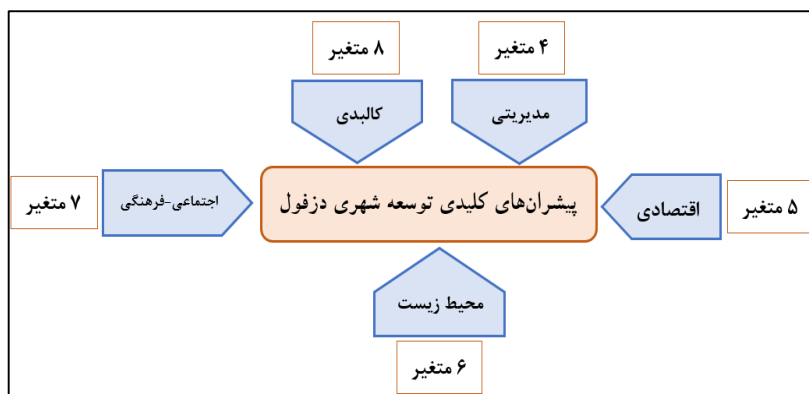 ۴ متغیر
۸ متغیر
مدیریتی
کالبدی
۵ متغیر
اقتصادی
پیشران‌های کلیدی توسعه شهری دزفول
اجتماعی-فرهنگی
۷ متغیر
محیط زیست
۶ متغیر